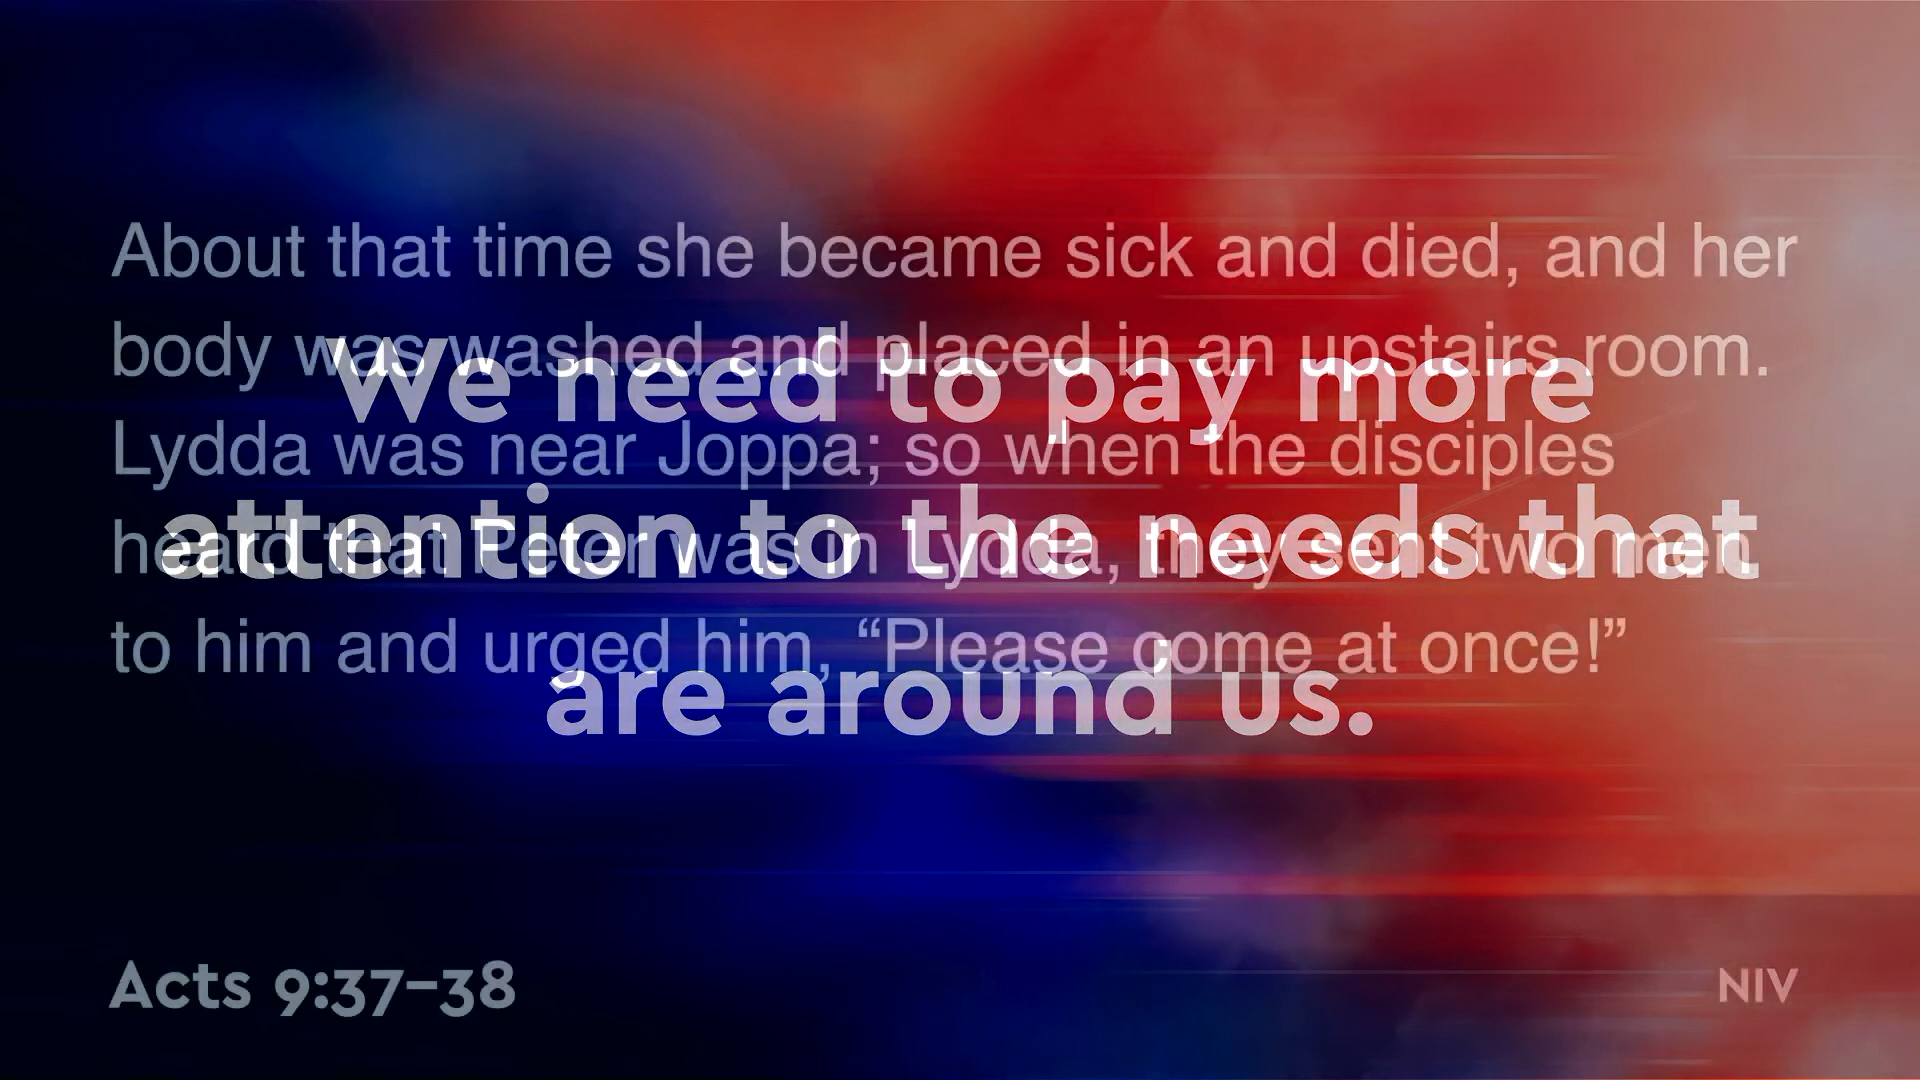 About that time she became sick and died, and her
body was washed and placed in an upstairs room.
Lydda was near Joppa; so when the disciples
heard that Peter was in Lydda, they sent two men
to him and urged him, “Please come at once!”
We need to pay more
attention to the needs that
are around us.
Acts 9:37–38
NIV